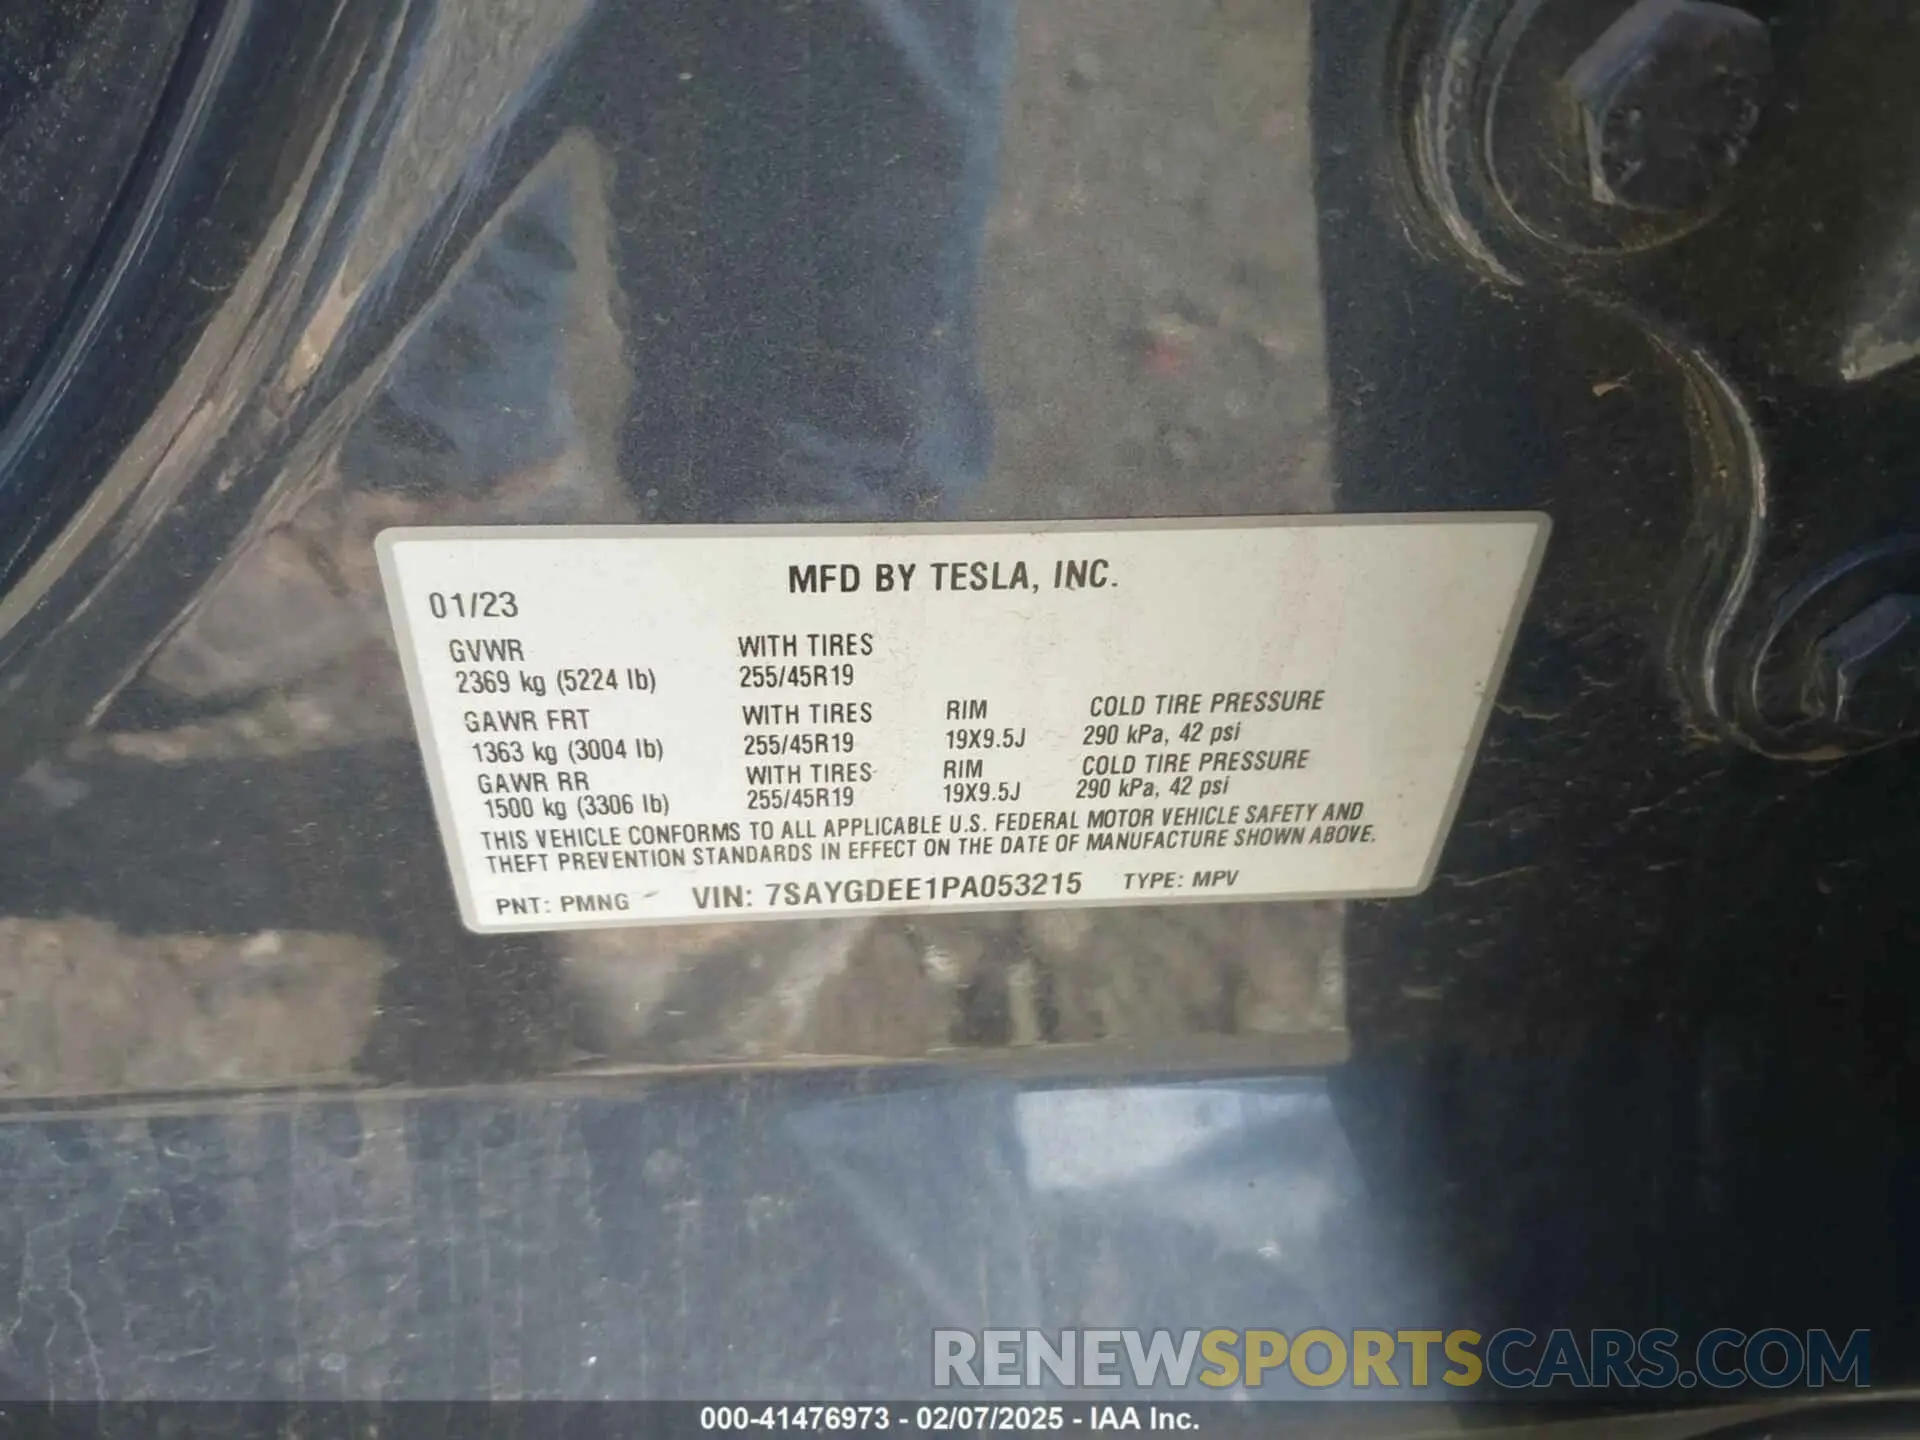 MFD BY TESLA, INC.
01/23
GVWR WITH TIRES
2369 kg (5224 lb) 255/45R19
GAWR FRT WITH TIRES RIM COLD TIRE PRESSURE
1363 kg (3004 lb) 255/45R19 19X9.5J 290 kPa, 42 psi
GAWR RR WITH TIRES RIM COLD TIRE PRESSURE
1500 kg (3306 lb) 255/45R19 19X9.5J 290 kPa, 42 psi
THIS VEHICLE CONFORMS TO ALL APPLICABLE U.S. FEDERAL MOTOR VEHICLE SAFETY AND
THEFT PREVENTION STANDARDS IN EFFECT ON THE DATE OF MANUFACTURE SHOWN ABOVE.
PNT: PMNG VIN: 7SAYGDEE1PA053215 TYPE: MPV
RENEWSPORTSCARS.COM
000-41476973 - 02/07/2025 - IAA Inc.